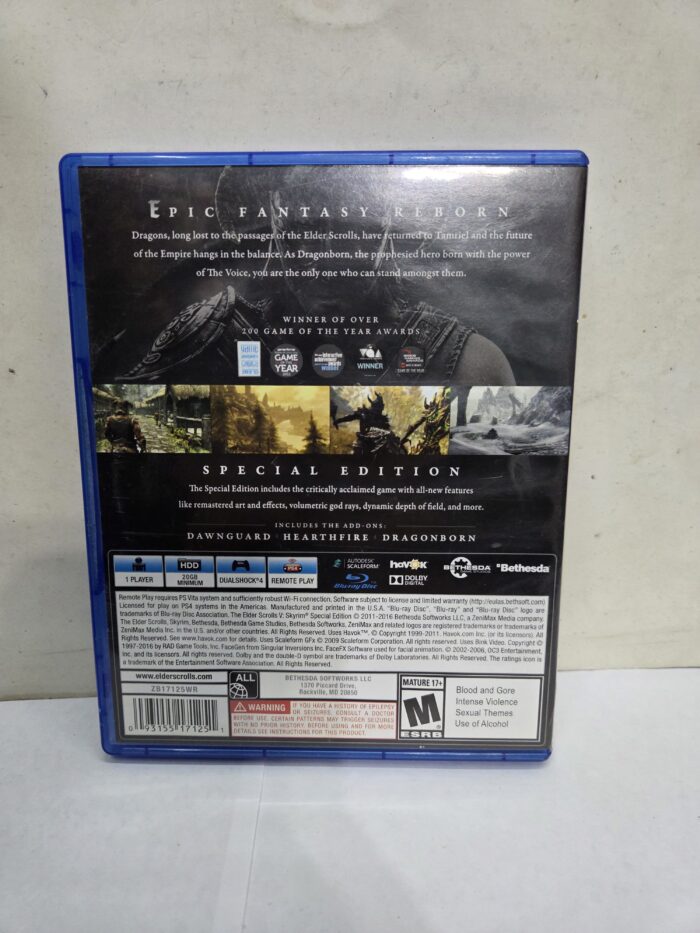 EPIC FANTASY REBORN
Dragons, long lost to the passages of the Elder Scrolls, have returned to Tamriel and the future
of the Empire hangs in the balance. As Dragonborn, the prophesied hero born with the power
of The Voice, you are the only one who can stand amongst them.
WINNER OF OVER
200 GAME OF THE YEAR AWARDS
GAME
OF THE
YEAR
WINNER
WINNER
SPECIAL EDITION
The Special Edition includes the critically acclaimed game with all-new features
like remastered art and effects, volumetric god rays, dynamic depth of field, and more.
INCLUDES THE ADD-ONS:
DAWNGUARD HEARTHFIRE DRAGONBORN
1 PLAYER
HDD
20GB
MINIMUM
DUALSHOCK®4
PS4
REMOTE PLAY
AUTODESK®
SCALEFORM®
havok
Blu-ray Disc
DOLBY
DIGITAL
BETHESDA
GAME STUDIOS
Bethesda
Remote Play requires PS Vita system and sufficiently robust Wi-Fi connection. Software subject to license and limited warranty (http://eulas.bethsoft.com)
Licensed for play on PS4 systems in the Americas. Manufactured and printed in the U.S.A. "Blu-ray Disc", "Blu-ray" and "Blu-ray Disc" logo are
trademarks of Blu-ray Disc Association. The Elder Scrolls V: Skyrim® Special Edition © 2011-2016 Bethesda Softworks LLC, a ZeniMax Media company.
The Elder Scrolls, Skyrim, Bethesda, Bethesda Game Studios, Bethesda Softworks, ZeniMax and related logos are registered trademarks or trademarks of
ZeniMax Media Inc. in the U.S. and/or other countries. All Rights Reserved. Uses Havok™. © Copyright 1999-2011. Havok.com Inc. (or its licensors). All
Rights Reserved. See www.havok.com for details. Uses Scaleform GFx © 2009 Scaleform Corporation. All rights reserved. Uses Bink Video. Copyright ©
1997-2016 by RAD Game Tools, Inc. FaceGen from Singular Inversions Inc. FaceFX Software used for facial animation. © 2002-2006, OC3 Entertainment,
Inc. and its licensors. All rights reserved. Dolby and the double-D symbol are trademarks of Dolby Laboratories. All Rights Reserved. The ratings icon is
a trademark of the Entertainment Software Association. All Rights Reserved.
www.elderscrolls.com
ZB17125WR
0 93155 17125 1
ALL
BETHESDA SOFTWORKS LLC
1370 Piccard Drive,
Rockville, MD 20850
WARNING IF YOU HAVE A HISTORY OF EPILEPSY
OR SEIZURES, CONSULT A DOCTOR
BEFORE USE. CERTAIN PATTERNS MAY TRIGGER SEIZURES
WITH NO PRIOR HISTORY. BEFORE USING AND FOR MORE
DETAILS SEE INSTRUCTIONS FOR THIS PRODUCT.
MATURE 17+
M
®
ESRB
Blood and Gore
Intense Violence
Sexual Themes
Use of Alcohol